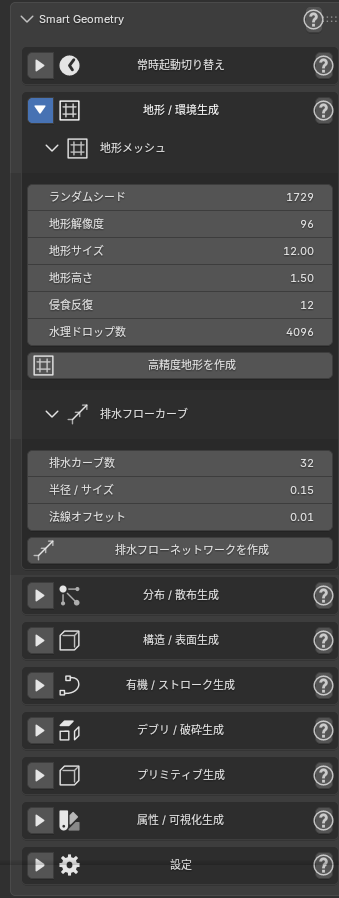 Smart Geometry
常時起動切り替え
地形 / 環境生成
地形メッシュ
ランダムシード 1729
地形解像度 96
地形サイズ 12.00
地形高さ 1.50
侵食反復 12
水理ドロップ数 4096
高精度地形を作成
排水フローカーブ
排水カーブ数 32
半径 / サイズ 0.15
法線オフセット 0.01
排水フローネットワークを作成
分布 / 散布生成
構造 / 表面生成
有機 / ストローク生成
デブリ / 破砕生成
プリミティブ生成
属性 / 可視化生成
設定